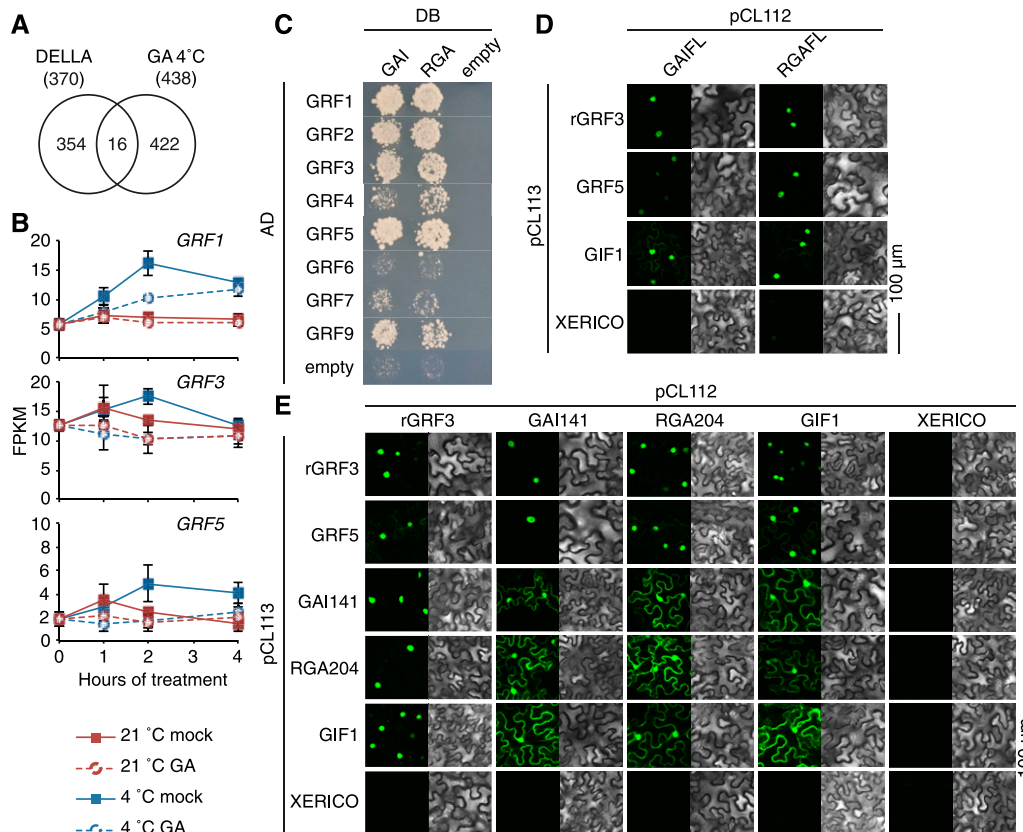 A
DELLA
(370)
GA 4˚C
(438)
354
16
422
B
GRF1
20
15
10
5
0
GRF3
20
15
10
5
0
FPKM
GRF5
10
8
6
4
2
0
0 1 2 3 4
Hours of treatment
21 ˚C mock
21 ˚C GA
4 ˚C mock
4 ˚C GA
C
DB
GAI
RGA
empty
AD
GRF1
GRF2
GRF3
GRF4
GRF5
GRF6
GRF7
GRF9
empty
D
pCL112
GAIFL
RGAFL
pCL113
rGRF3
GRF5
GIF1
XERICO
100 μm
E
pCL112
rGRF3 GAI141 RGA204 GIF1 XERICO
pCL113
rGRF3
GRF5
GAI141
RGA204
GIF1
XERICO
100 μm